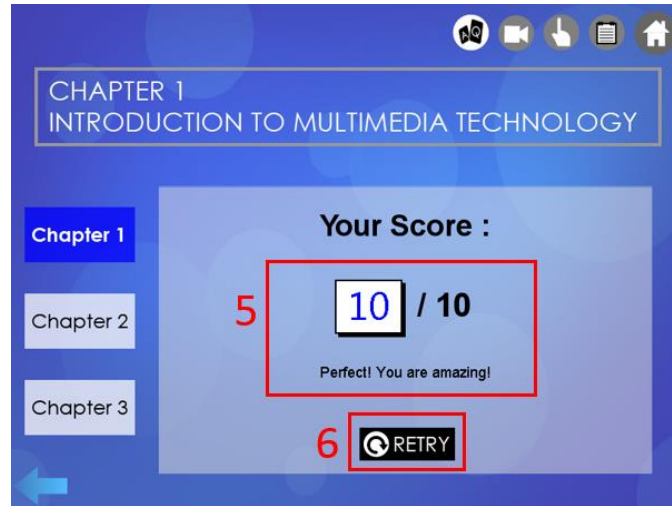 A Q
CHAPTER 1
INTRODUCTION TO MULTIMEDIA TECHNOLOGY
Chapter 1
Chapter 2
Chapter 3
Your Score :
5
10 / 10
Perfect! You are amazing!
6
RETRY